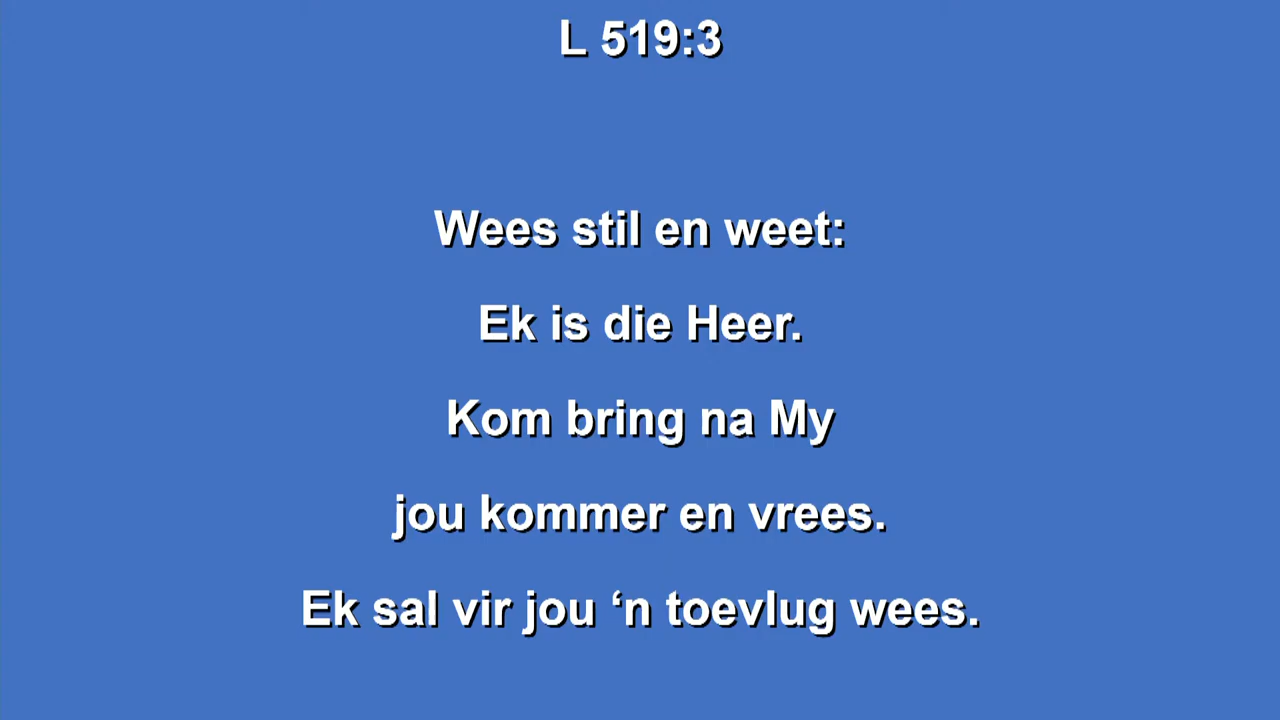 L 519:3
Wees stil en weet:
Ek is die Heer.
Kom bring na My
jou kommer en vrees.
Ek sal vir jou ‘n toevlug wees.